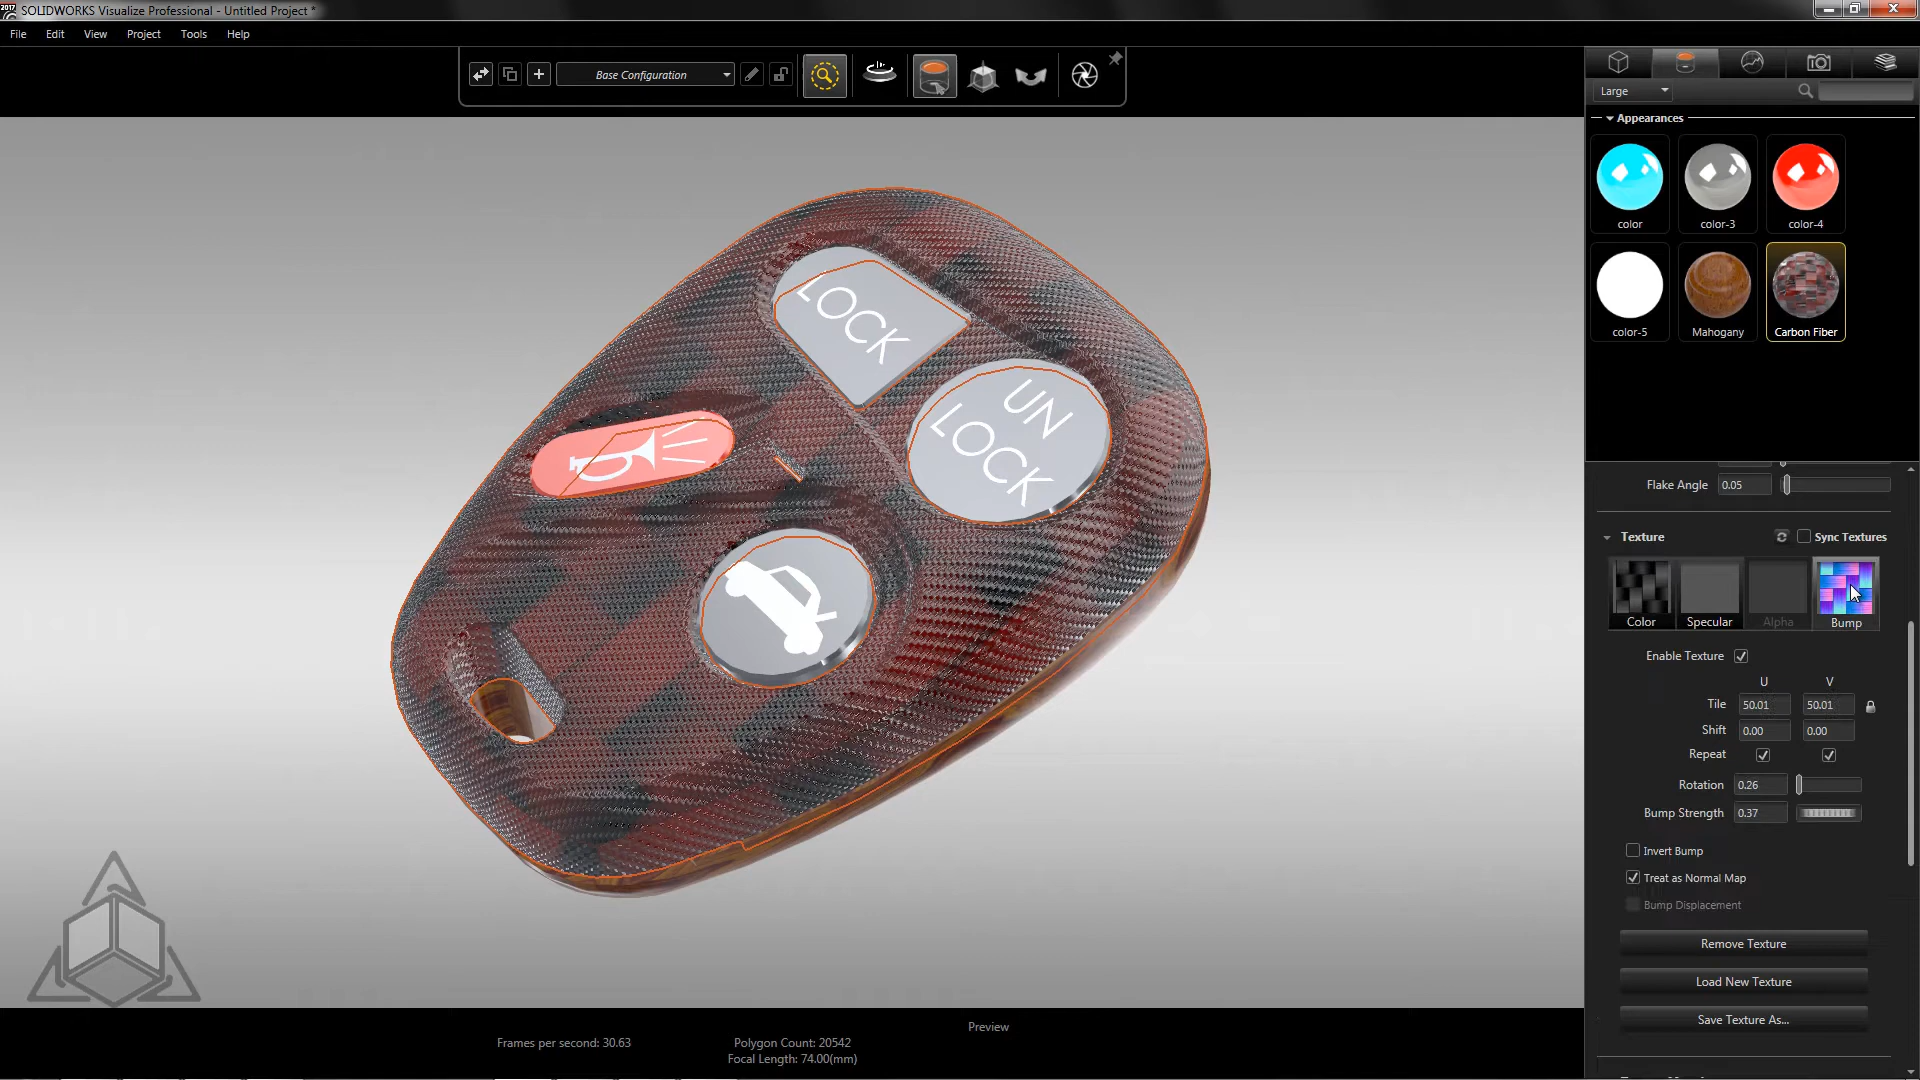 2017
SOLIDWORKS Visualize Professional - Untitled Project *
File Edit View Project Tools Help
Base Configuration
Large
Appearances
color color-3 color-4
color-5 Mahogany Carbon Fiber
LOCK
UN
LOCK
Flake Angle 0.05
Texture Sync Textures
Color Specular Alpha Bump
Enable Texture
U V
Tile 50.01 50.01
Shift 0.00 0.00
Repeat
Rotation 0.26
Bump Strength 0.37
Invert Bump
Treat as Normal Map
Bump Displacement
Remove Texture
Load New Texture
Save Texture As...
Preview
Frames per second: 30.63
Polygon Count: 20542
Focal Length: 74.00(mm)